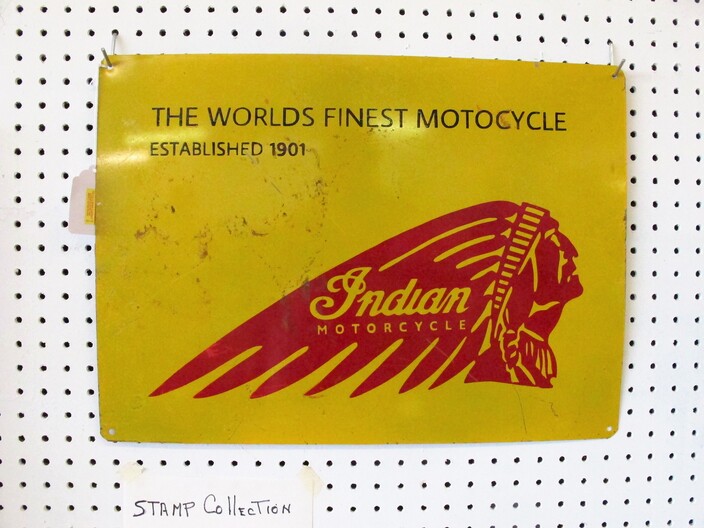 THE WORLDS FINEST MOTOCYCLE
ESTABLISHED 1901
Indian
MOTORCYCLE
STAMP COLLECTION